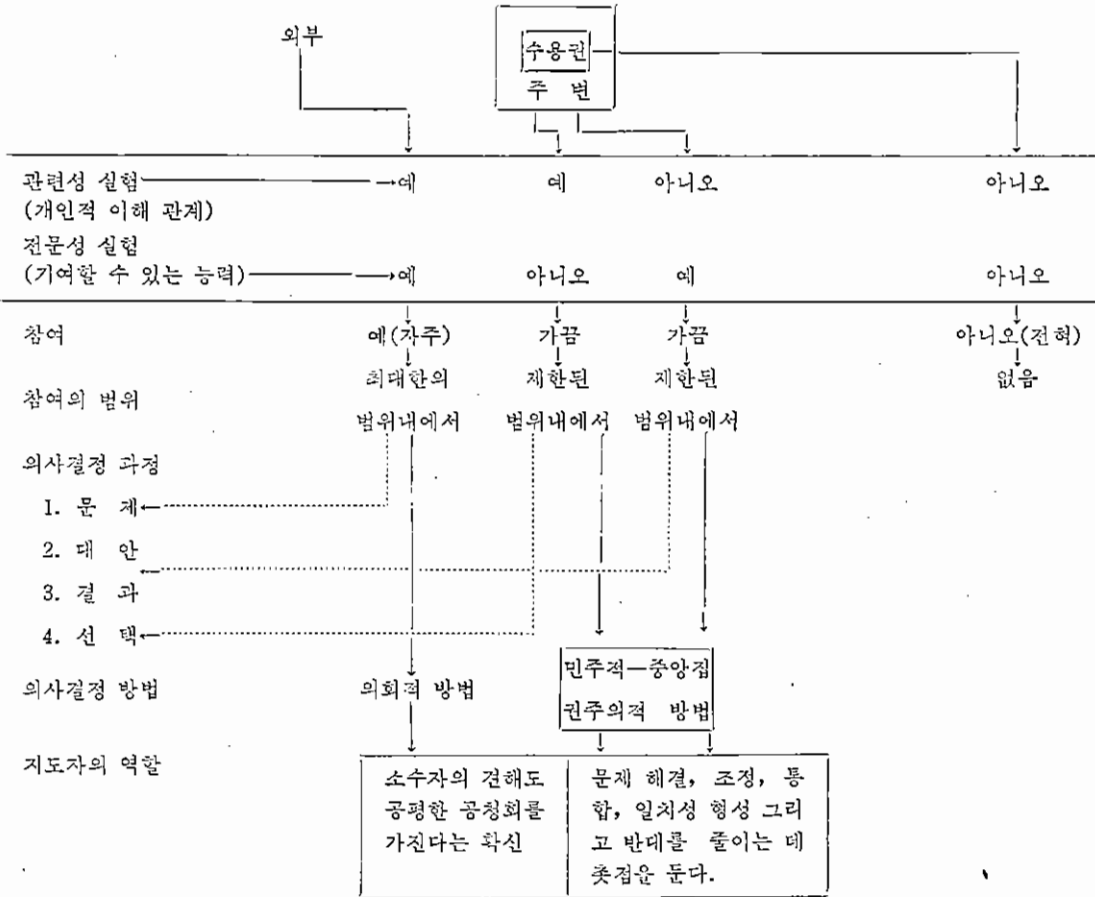 외부
수용권
주 변
관련성 실험 예 예 아니오 아니오
(개인적 이해 관계)
전문성 실험
(기여할 수 있는 능력) 예 아니오 예 아니오
참여 예(자주) 가끔 가끔 아니오(전혀)
최대한의 제한된 제한된 없음
참여의 범위
범위내에서 범위내에서 범위내에서
의사결정 과정
1. 문 제
2. 대 안
3. 결 과
4. 선 택
민주적—중앙집
의사결정 방법 의회적 방법
권주의적 방법
지도자의 역할
소수자의 견해도 문제 해결, 조정, 통
공평한 공청회를 합, 일치성 형성 그리
가진다는 확신 고 반대를 줄이는 데
촛점을 둔다.